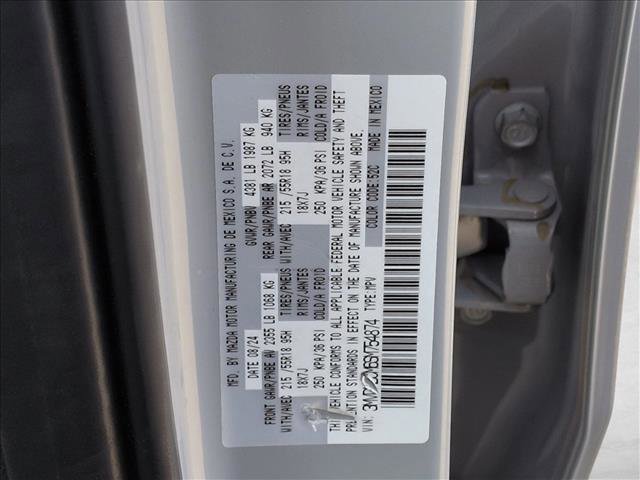 MFG. BY MAZDA MOTOR MANUFACTURING DE MEXICO S.A. DE C.V.
DATE 08/24 GVWR/PNBV 4381 LB 1987 KG
FRONT GAWR/PNBE AV 2355 LB 1068 KG REAR GAWR/PNBE AR 2072 LB 940 KG
WITH/AVEC 215/55R18 95H TIRES/PNEUS WITH/AVEC 215/55R18 95H TIRES/PNEUS
18X7J RIMS/JANTES 18X7J RIMS/JANTES
250 KPA/36 PSI COLD/A FROID 250 KPA/36 PSI COLD/A FROID
THIS VEHICLE CONFORMS TO ALL APPLICABLE FEDERAL MOTOR VEHICLE SAFETY AND THEFT
PREVENTION STANDARDS IN EFFECT ON THE DATE OF MANUFACTURE SHOWN ABOVE.
VIN: TYPE: MPV COLOR CODE:52C MADE IN MEXICO